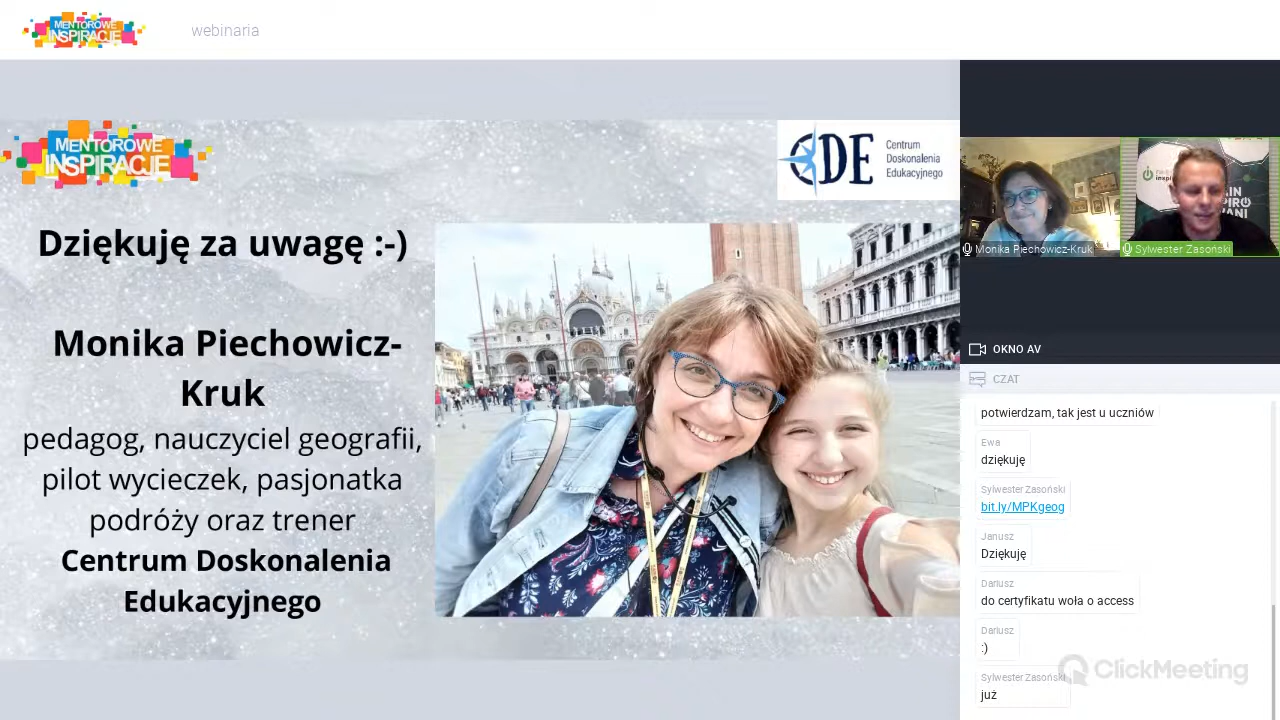 MENTOROWE
INSPIRACJE
webinaria
MENTOROWE
INSPIRACJE
CDE
Centrum
Doskonalenia
Edukacyjnego
Dziękuję za uwagę :-)
Monika Piechowicz-
Kruk
pedagog, nauczyciel geografii,
pilot wycieczek, pasjonatka
podróży oraz trener
Centrum Doskonalenia
Edukacyjnego
Monika Piechowicz-Kruk
Sylwester Zasoński
OKNO AV
CZAT
potwierdzam, tak jest u uczniów
Ewa
dziękuję
Sylwester Zasoński
bit.ly/MPKgeog
Janusz
Dziękuję
Dariusz
do certyfikatu woła o access
Dariusz
:)
Sylwester Zasoński
już
ClickMeeting